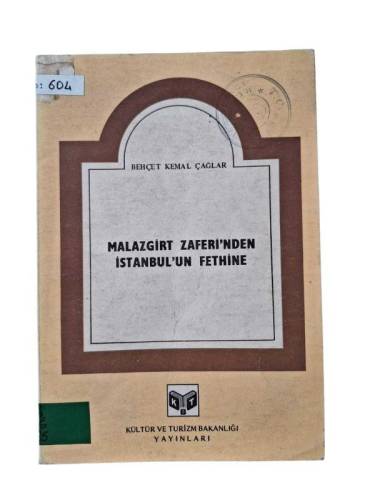 : 604
BEHÇET KEMAL ÇAĞLAR
MALAZGİRT ZAFERİ'NDEN
İSTANBUL'UN FETHİNE
K T
B
KÜLTÜR VE TURİZM BAKANLIĞI
YAYINLARI